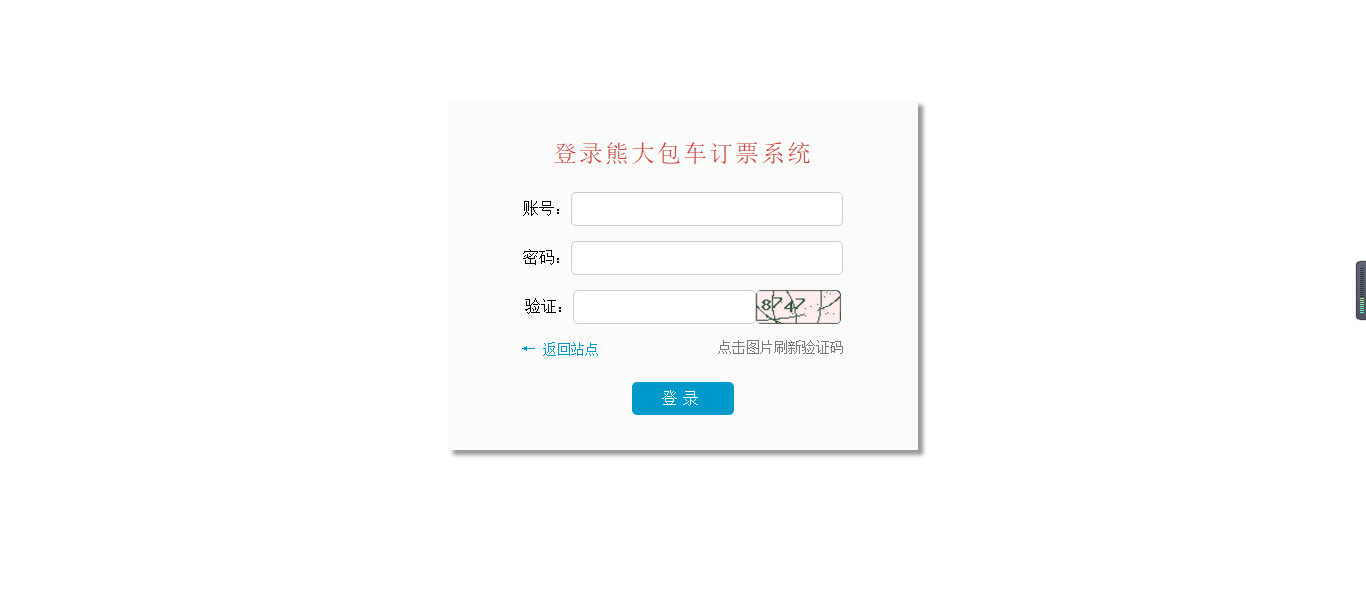 登录熊大包车订票系统
账号：
密码：
验证： 8747
← 返回站点 点击图片刷新验证码
登 录